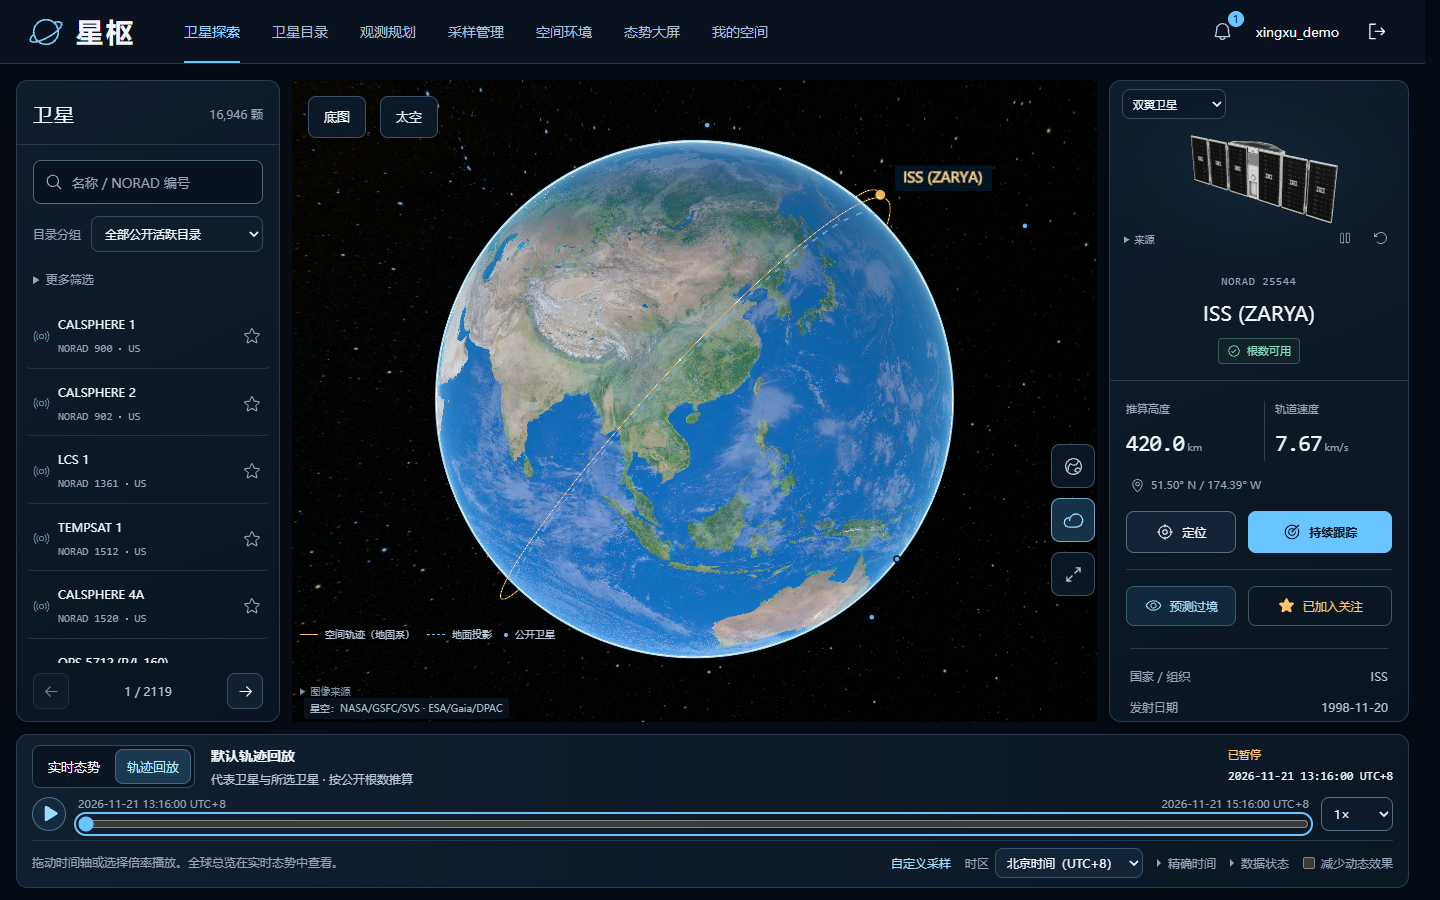 星枢
卫星探索
卫星目录
观测规划
采样管理
空间环境
态势大屏
我的空间
1
xingxu_demo
卫星
16,946 颗
名称 / NORAD 编号
目录分组
全部公开活跃目录
更多筛选
CALSPHERE 1
NORAD 900 · US
CALSPHERE 2
NORAD 902 · US
LCS 1
NORAD 1361 · US
TEMPSAT 1
NORAD 1512 · US
CALSPHERE 4A
NORAD 1520 · US
OPS 5712 (P/L 160)
1 / 2119
底图
太空
ISS (ZARYA)
空间轨迹（地固系）
地面投影
公开卫星
图像来源
星空：NASA/GSFC/SVS · ESA/Gaia/DPAC
双翼卫星
来源
NORAD 25544
ISS (ZARYA)
根数可用
推算高度
轨道速度
420.0 km
7.67 km/s
51.50° N / 174.39° W
定位
持续跟踪
预测过境
已加入关注
国家 / 组织
ISS
发射日期
1998-11-20
实时态势
轨迹回放
默认轨迹回放
代表卫星与所选卫星 · 按公开根数推算
已暂停
2026-11-21 13:16:00 UTC+8
2026-11-21 13:16:00 UTC+8
2026-11-21 15:16:00 UTC+8
1×
拖动时间轴或选择倍率播放。全球总览在实时态势中查看。
自定义采样
时区
北京时间（UTC+8）
精确时间
数据状态
减少动态效果